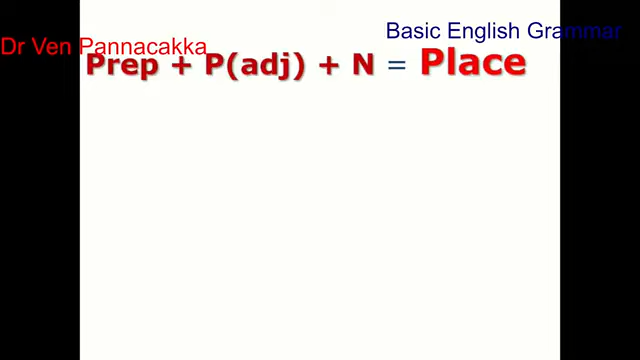 Basic English Grammar
Dr Ven Pannacakka
Prep + P(adj) + N = Place